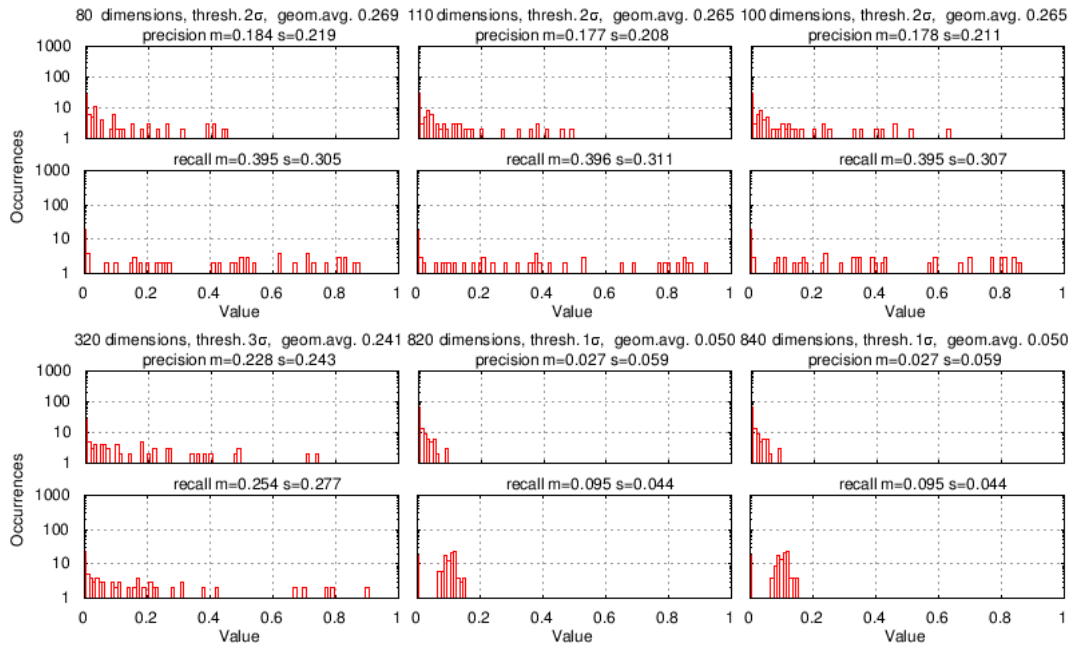 80  dimensions, thresh. 2σ,  geom.avg. 0.269
precision m=0.184 s=0.219
110 dimensions, thresh. 2σ,  geom.avg. 0.265
precision m=0.177 s=0.208
100 dimensions, thresh. 2σ,  geom.avg. 0.265
precision m=0.178 s=0.211
1000
100
10
1
Occurrences
recall m=0.395 s=0.305
recall m=0.396 s=0.311
recall m=0.395 s=0.307
1000
100
10
1
0 0.2 0.4 0.6 0.8 1
0 0.2 0.4 0.6 0.8 1
0 0.2 0.4 0.6 0.8 1
Value
Value
Value
320 dimensions, thresh. 3σ,  geom.avg. 0.241
precision m=0.228 s=0.243
820 dimensions, thresh. 1σ,  geom.avg. 0.050
precision m=0.027 s=0.059
840 dimensions, thresh. 1σ,  geom.avg. 0.050
precision m=0.027 s=0.059
1000
100
10
1
Occurrences
recall m=0.254 s=0.277
recall m=0.095 s=0.044
recall m=0.095 s=0.044
1000
100
10
1
0 0.2 0.4 0.6 0.8 1
0 0.2 0.4 0.6 0.8 1
0 0.2 0.4 0.6 0.8 1
Value
Value
Value